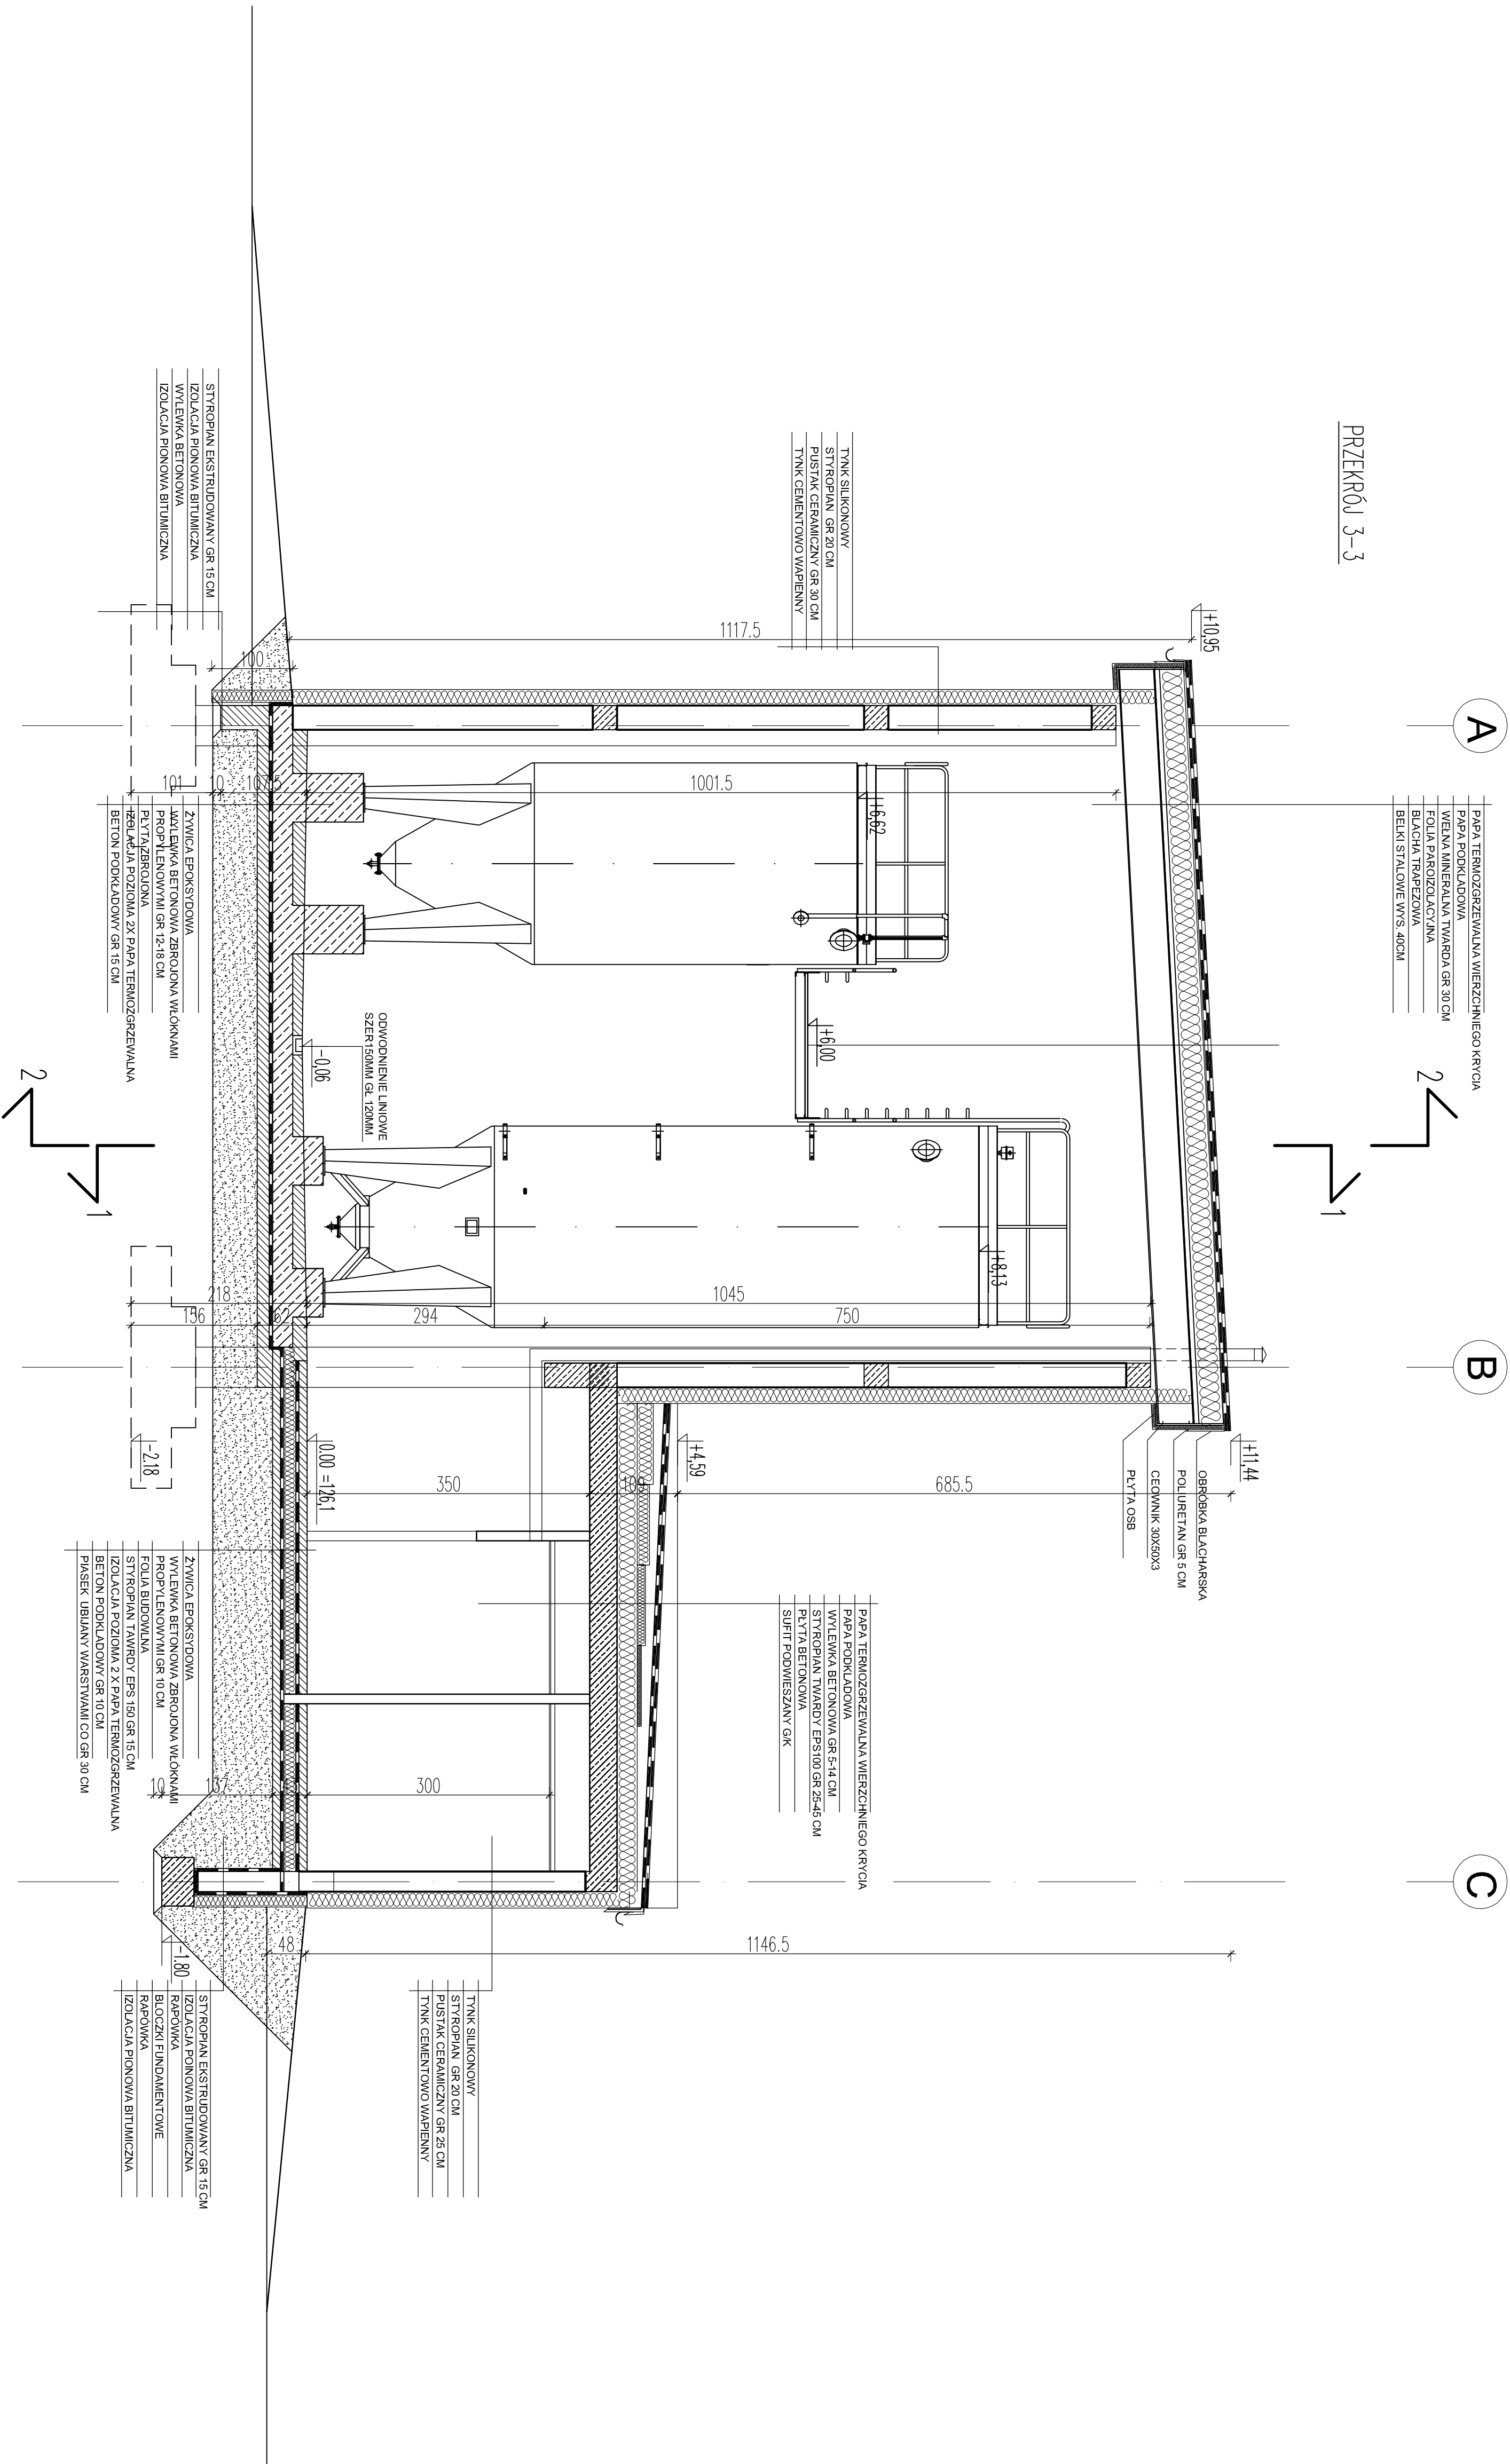 PRZEKRÓJ 3-3
A
B
C
PAPA TERMOZGRZEWALNA WIERZCHNIEGO KRYCIA
PAPA PODKŁADOWA
WEŁNA MINERALNA TWARDA GR 30 CM
FOLIA PAROIZOLACYJNA
BLACHA TRAPEZOWA
BELKI STALOWE WYS. 40CM
2
1
+10,95
+11,44
OBRÓBKA BLACHARSKA
POLIURETAN GR 5 CM
CEOWNIK 30X50X3
PŁYTA OSB
TYNK SILIKONOWY
STYROPIAN GR 20 CM
PUSTAK CERAMICZNY GR 30 CM
TYNK CEMENTOWO WAPIENNY
1117.5
1001.5
+6,62
+6,00
+8,13
1045
750
294
+4,59
685.5
109
350
PAPA TERMOZGRZEWALNA WIERZCHNIEGO KRYCIA
PAPA PODKŁADOWA
WYLEWKA BETONOWA GR 5-14 CM
STYROPIAN TWARDY EPS100 GR 25-45 CM
PŁYTA BETONOWA
SUFIT PODWIESZANY G/K
1146.5
300
TYNK SILIKONOWY
STYROPIAN GR 20 CM
PUSTAK CERAMICZNY GR 25 CM
TYNK CEMENTOWO WAPIENNY
ODWODNIENIE LINIOWE
SZER150MM GŁ 120MM
-0,06
0.00 =126,1
100
101
10
107.5
218
156
62
-2.18
10
137
43
48
-1.80
STYROPIAN EKSTRUDOWANY GR 15 CM
IZOLACJA PIONOWA BITUMICZNA
WYLEWKA BETONOWA
IZOLACJA PIONOWA BITUMICZNA
ŻYWICA EPOKSYDOWA
WYLEWKA BETONOWA ZBROJONA WŁÓKNAMI
PROPYLENOWYMI GR 12-18 CM
PŁYTA ZBROJONA
IZOLACJA POZIOMA 2X PAPA TERMOZGRZEWALNA
BETON PODKŁADOWY GR 15 CM
ŻYWICA EPOKSYDOWA
WYLEWKA BETONOWA ZBROJONA WŁÓKNAMI
PROPYLENOWYMI GR 10 CM
FOLIA BUDOWLNA
STYROPIAN TAWRDY EPS 150 GR 15 CM
IZOLACJA POZIOMA 2 X PAPA TERMOZGRZEWALNA
BETON PODKŁADOWY GR 10 CM
PIASEK UBIJANY WARSTWAMI CO GR 30 CM
STYROPIAN EKSTRUDOWANY GR 15 CM
IZOLACJA POINOWA BITUMICZNA
RAPÓWKA
BLOCZKI FUNDAMENTOWE
RAPÓWKA
IZOLACJA PIONOWA BITUMICZNA
2
1